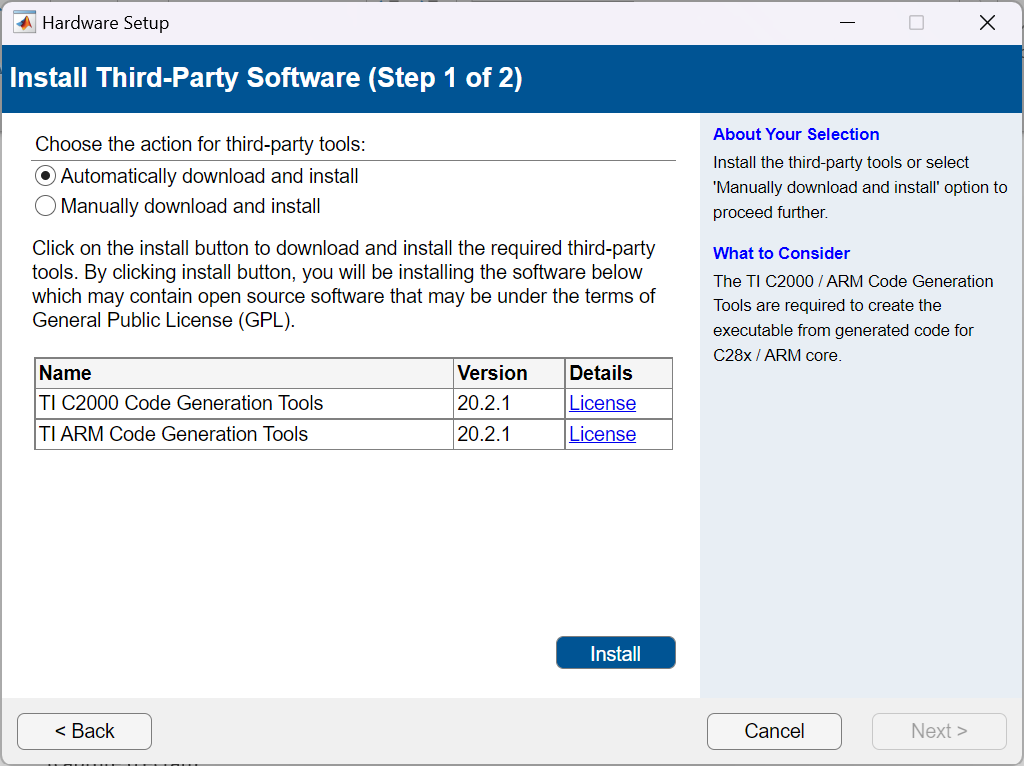 Hardware Setup
Install Third-Party Software (Step 1 of 2)
Choose the action for third-party tools:
Automatically download and install
Manually download and install
Click on the install button to download and install the required third-party
tools. By clicking install button, you will be installing the software below
which may contain open source software that may be under the terms of
General Public License (GPL).
Name Version Details
TI C2000 Code Generation Tools 20.2.1 License
TI ARM Code Generation Tools 20.2.1 License
Install
About Your Selection
Install the third-party tools or select
'Manually download and install' option to
proceed further.
What to Consider
The TI C2000 / ARM Code Generation
Tools are required to create the
executable from generated code for
C28x / ARM core.
< Back
Cancel
Next >